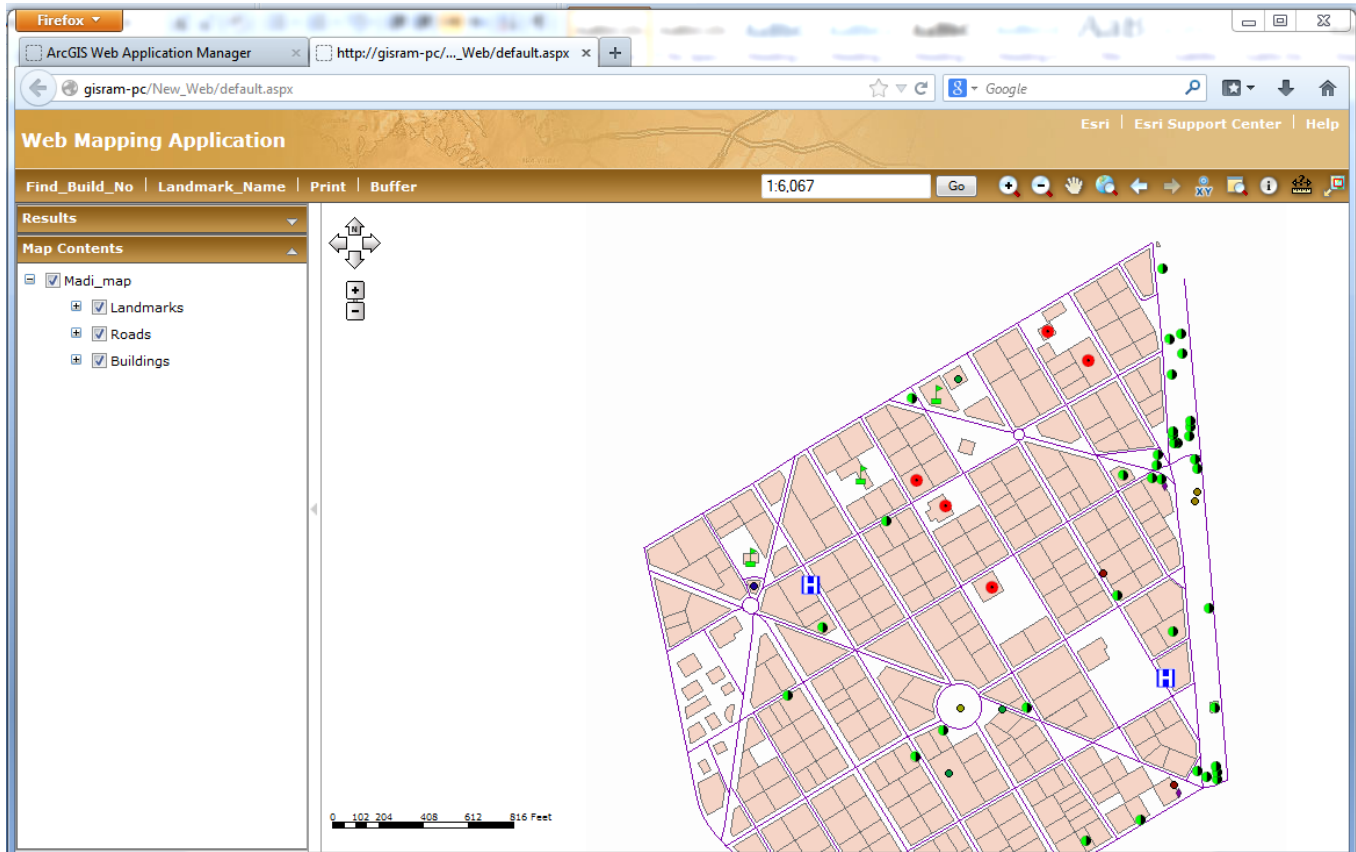 Firefox
ArcGIS Web Application Manager
http://gisram-pc/..._Web/default.aspx
gisram-pc/New_Web/default.aspx
Google
Esri | Esri Support Center | Help
Web Mapping Application
Find_Build_No | Landmark_Name | Print | Buffer
1:6,067
Go
XY
Results
Map Contents
N
Madi_map
Landmarks
Roads
Buildings
H
H
0 102 204 408 612 816 Feet